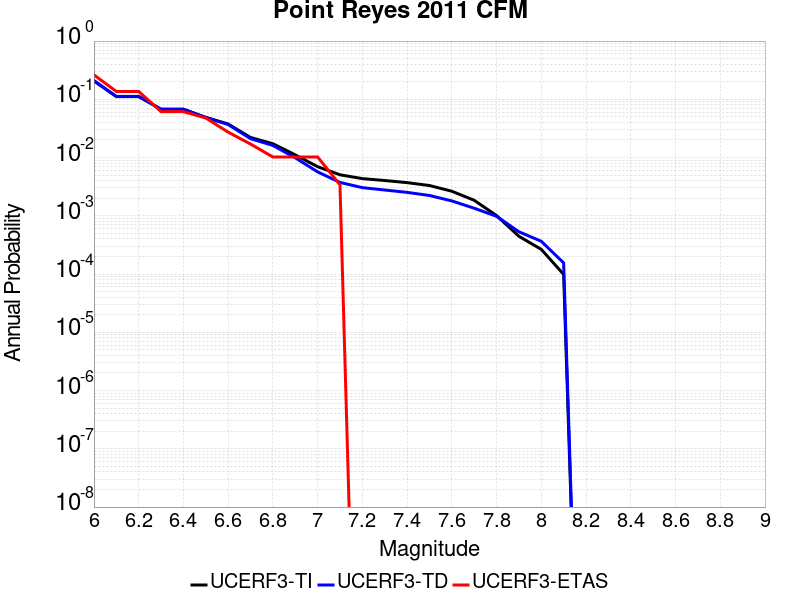 Point Reyes 2011 CFM
10^0
10^-1
10^-2
10^-3
10^-4
10^-5
10^-6
10^-7
10^-8
Annual Probability
6 6.2 6.4 6.6 6.8 7 7.2 7.4 7.6 7.8 8 8.2 8.4 8.6 8.8 9
Magnitude
UCERF3-TI UCERF3-TD UCERF3-ETAS